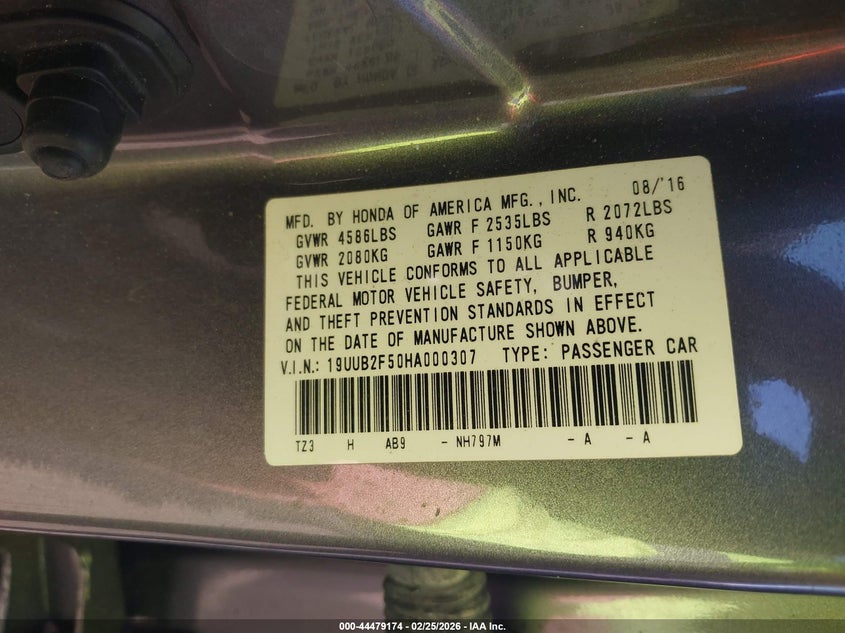 MFD. BY HONDA OF AMERICA MFG., INC. 08/'16
GVWR 4586LBS GAWR F 2535LBS R 2072LBS
GVWR 2080KG GAWR F 1150KG R 940KG
THIS VEHICLE CONFORMS TO ALL APPLICABLE
FEDERAL MOTOR VEHICLE SAFETY, BUMPER,
AND THEFT PREVENTION STANDARDS IN EFFECT
ON THE DATE OF MANUFACTURE SHOWN ABOVE.
V.I.N.: 19UUB2F50HA000307 TYPE: PASSENGER CAR
TZ3 H AB9 - NH797M - A - A
000-44479174 - 02/25/2026 - IAA Inc.